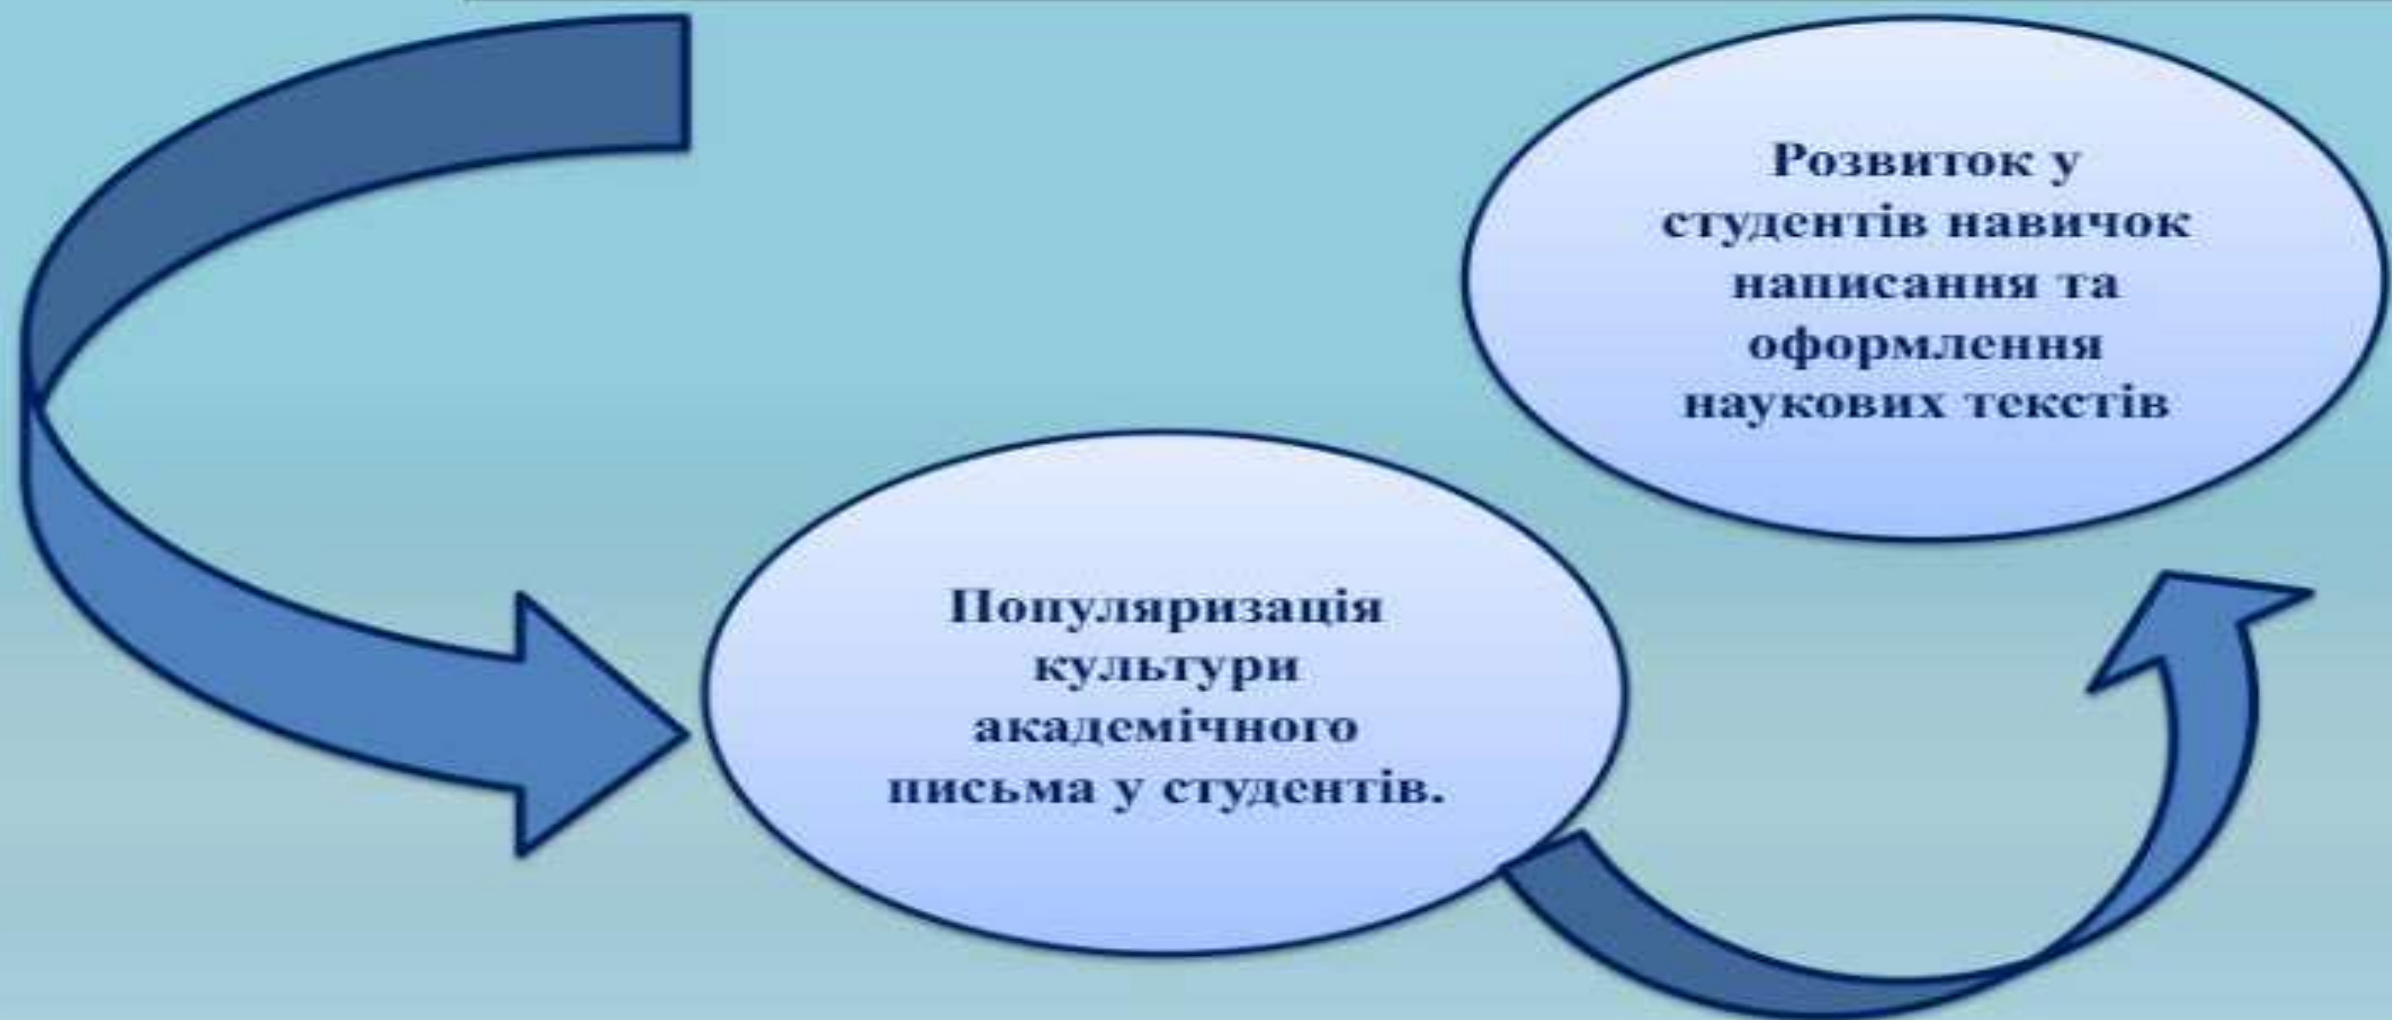 Розвиток у
студентів навичок
написання та
оформлення
наукових текстів
Популяризація
культури
академічного
письма у студентів.